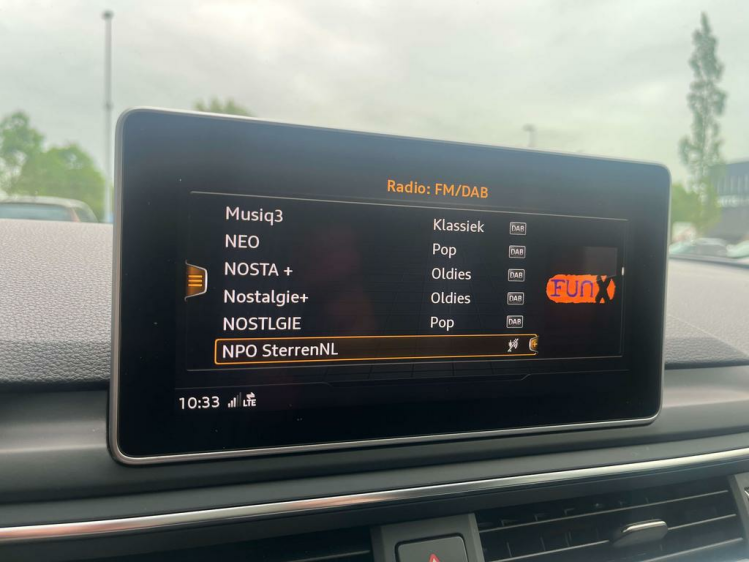 Radio: FM/DAB
Musiq3 Klassiek DAB
NEO Pop DAB
NOSTA + Oldies DAB
Nostalgie+ Oldies DAB
NOSTLGIE Pop DAB
NPO SterrenNL
FUNX
10:33 LTE